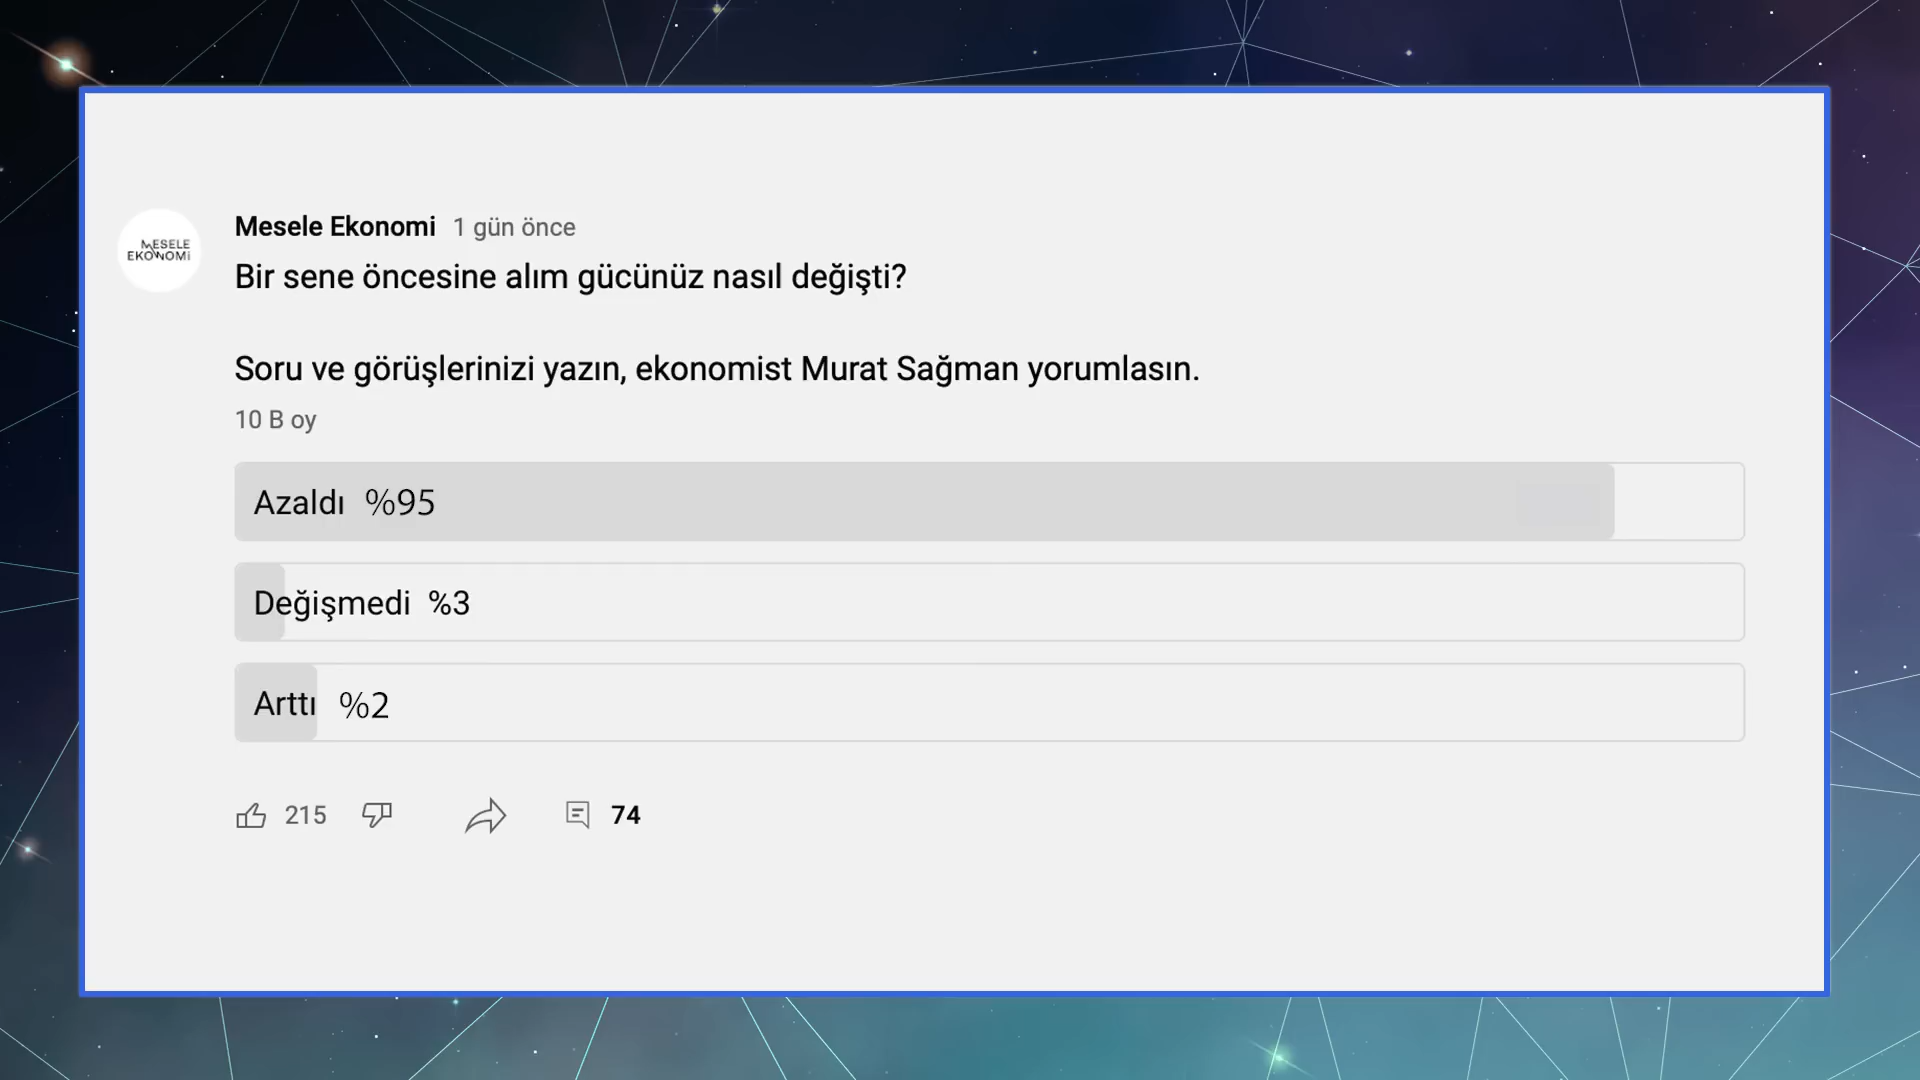 MESELE
EKONOMİ
Mesele Ekonomi 1 gün önce
Bir sene öncesine alım gücünüz nasıl değişti?
Soru ve görüşlerinizi yazın, ekonomist Murat Sağman yorumlasın.
10 B oy
Azaldı %95
Değişmedi %3
Arttı %2
215 74